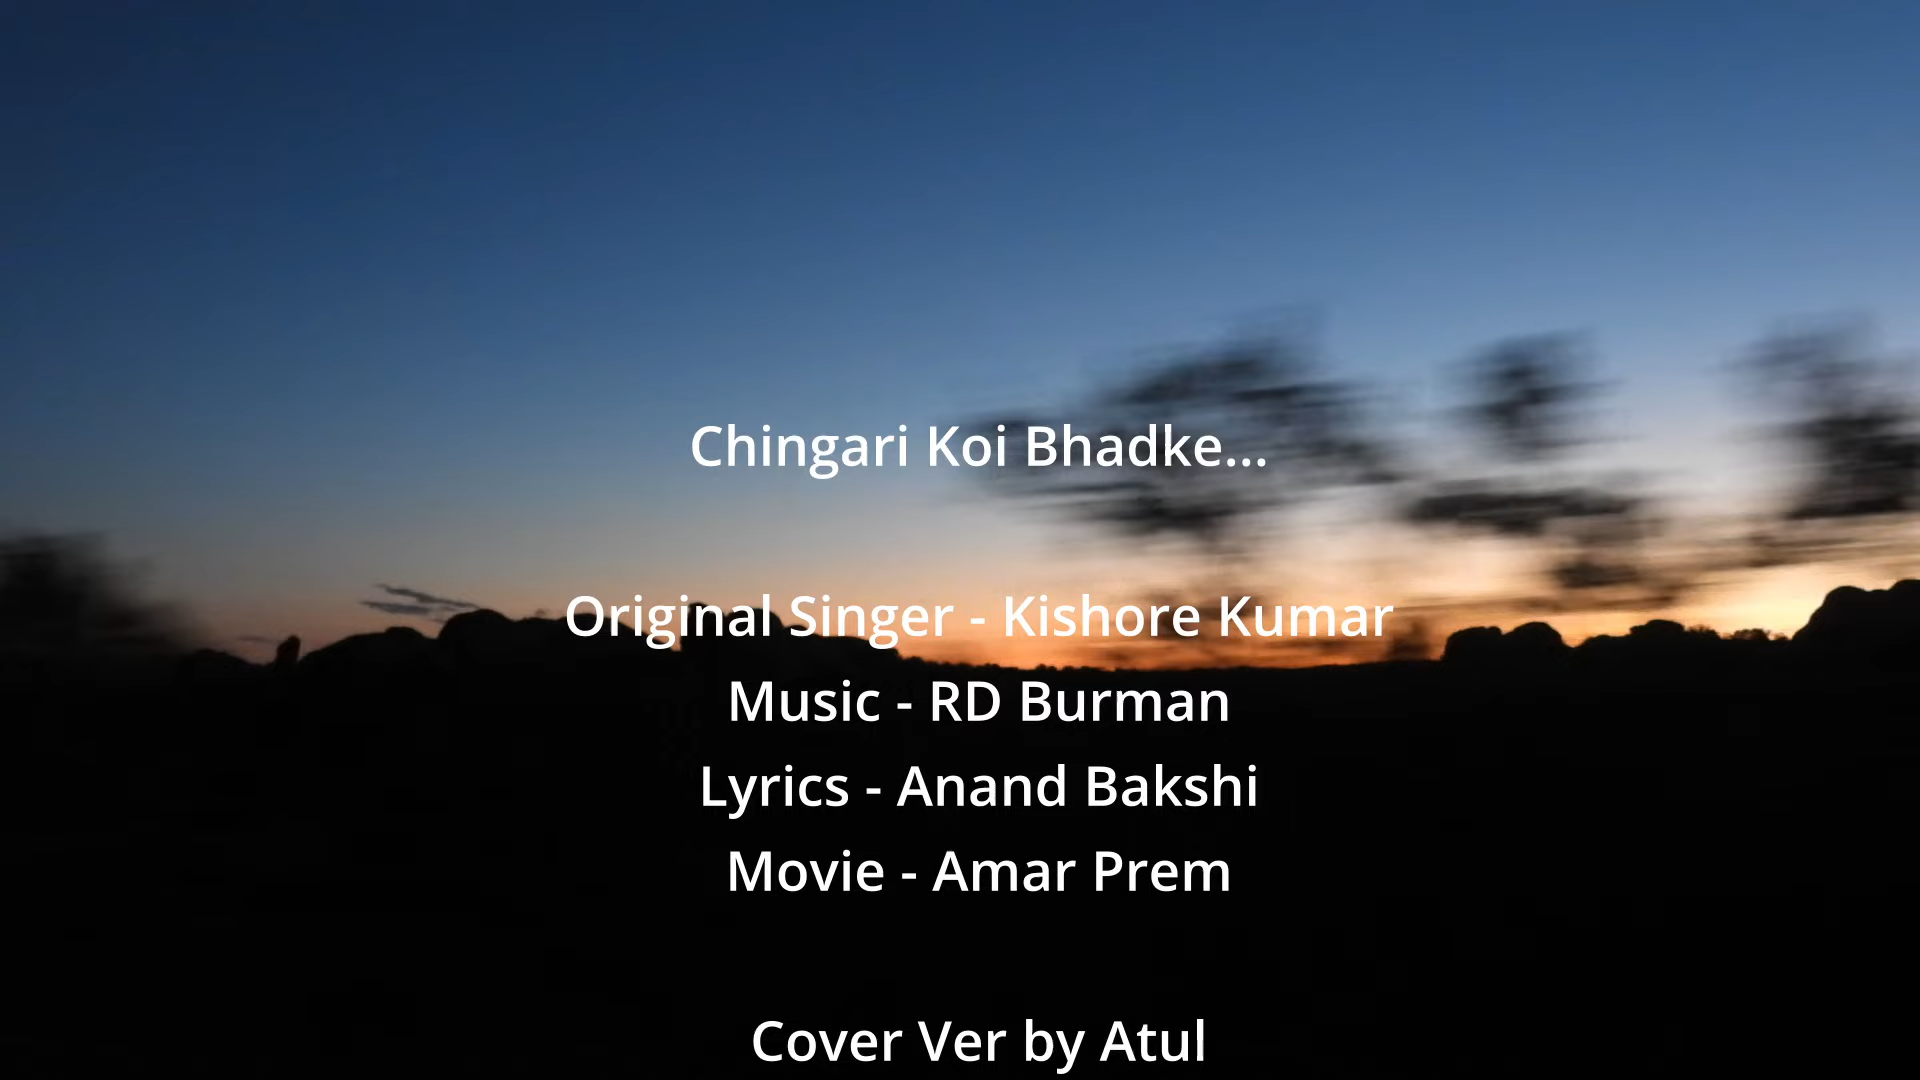 Chingari Koi Bhadke...
Original Singer - Kishore Kumar
Music - RD Burman
Lyrics - Anand Bakshi
Movie - Amar Prem
Cover Ver by Atul